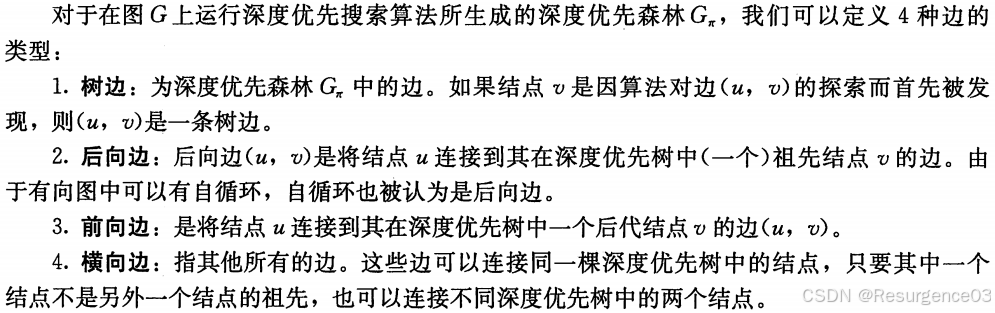 对于在图 G 上运行深度优先搜索算法所生成的深度优先森林 Gπ，我们可以定义 4 种边的
类型：
1. 树边：为深度优先森林 Gπ 中的边。如果结点 v 是因算法对边(u，v)的探索而首先被发
现，则(u，v)是一条树边。
2. 后向边：后向边(u，v)是将结点 u 连接到其在深度优先树中(一个)祖先结点 v 的边。由
于有向图中可以有自循环，自循环也被认为是后向边。
3. 前向边：是将结点 u 连接到其在深度优先树中一个后代结点 v 的边(u，v)。
4. 横向边：指其他所有的边。这些边可以连接同一棵深度优先树中的结点，只要其中一个
结点不是另外一个结点的祖先，也可以连接不同深度优先树中的两个结点。
CSDN @Resurgence03